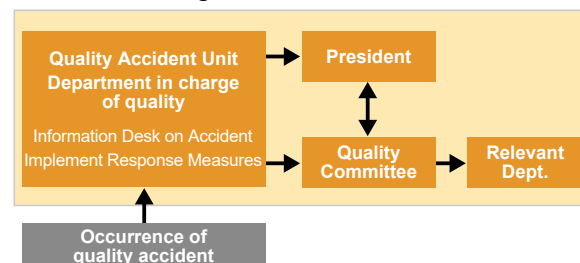 Quality Accident Unit
Department in charge
of quality
Information Desk on Accident
Implement Response Measures
President
Quality
Committee
Relevant
Dept.
Occurrence of
quality accident